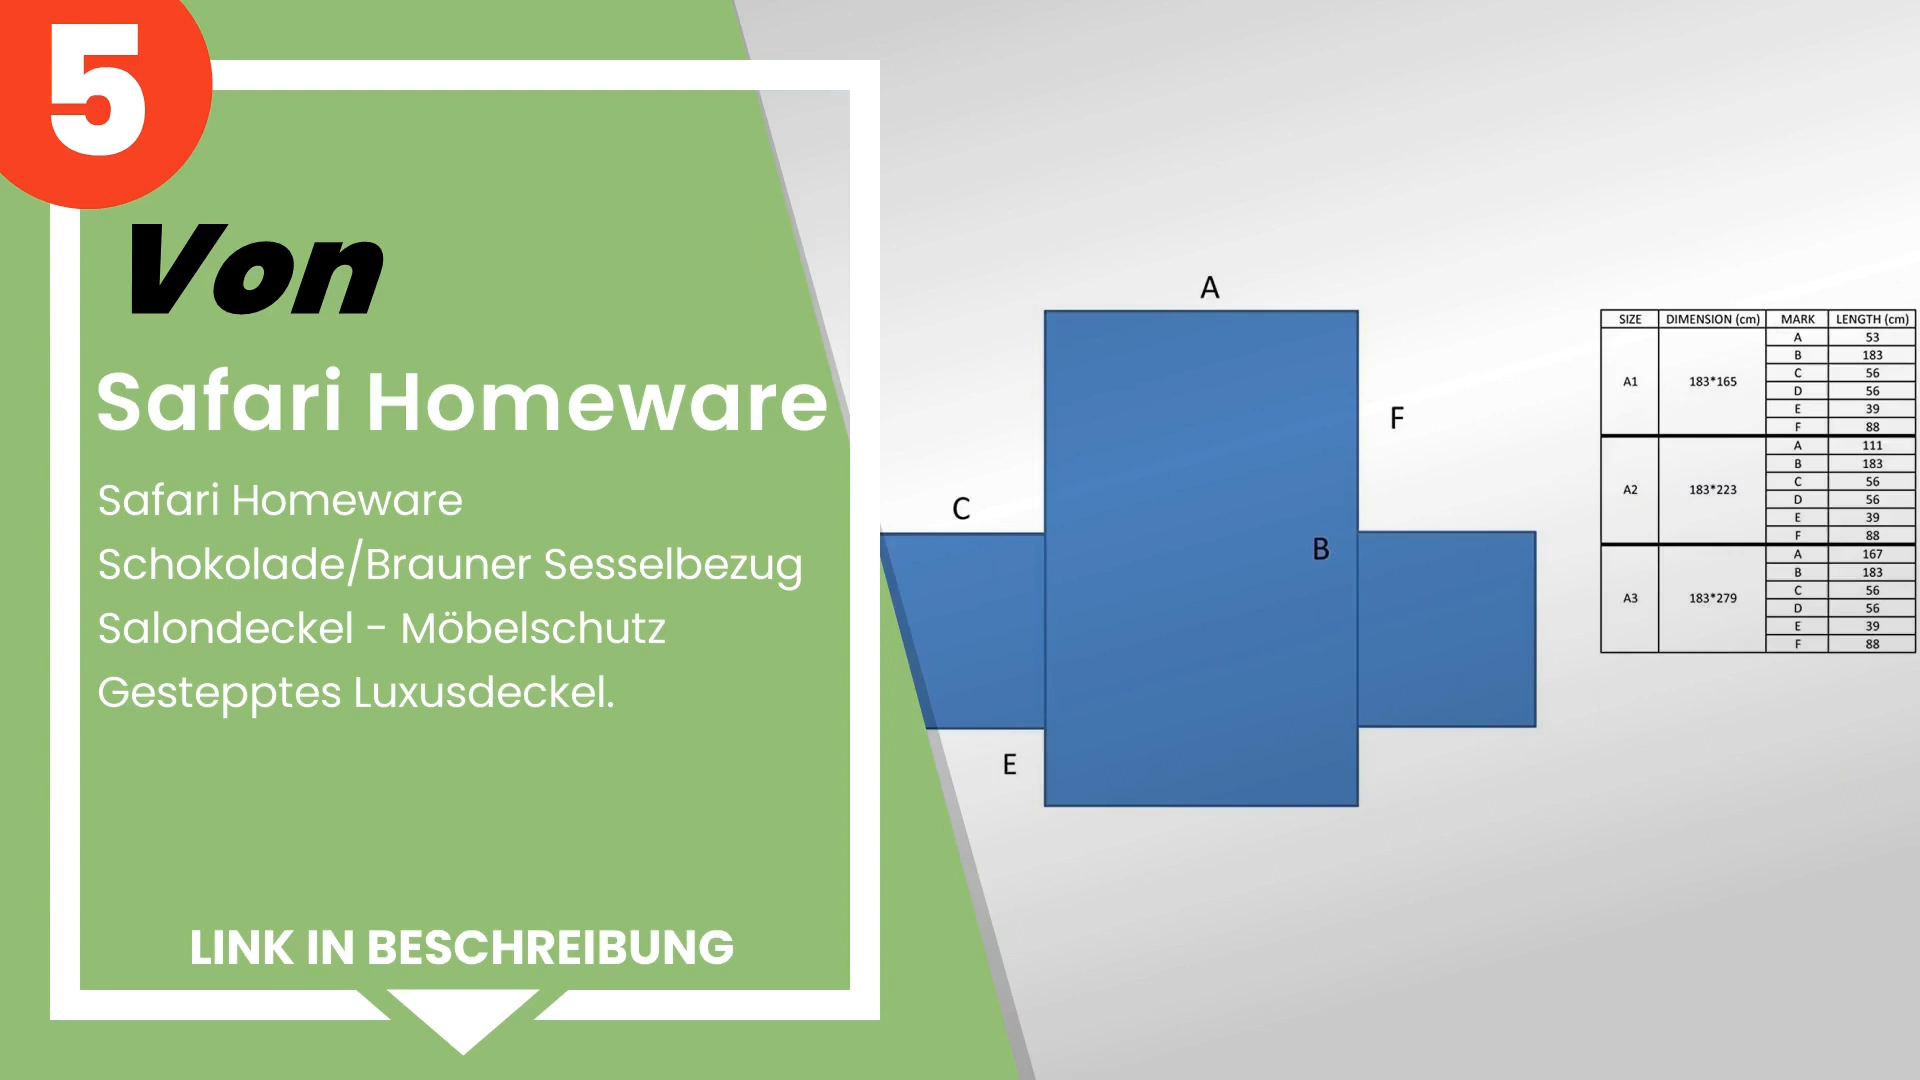 5
Von
Safari Homeware
Safari Homeware
Schokolade/Brauner Sesselbezug
Salondeckel - Möbelschutz
Gestepptes Luxusdeckel.
LINK IN BESCHREIBUNG
A
F
C
B
E
SIZE DIMENSION (cm) MARK LENGTH (cm)
A1 183*165
A 53
B 183
C 56
D 56
E 39
F 88
A2 183*223
A 111
B 183
C 56
D 56
E 39
F 88
A3 183*279
A 167
B 183
C 56
D 56
E 39
F 88